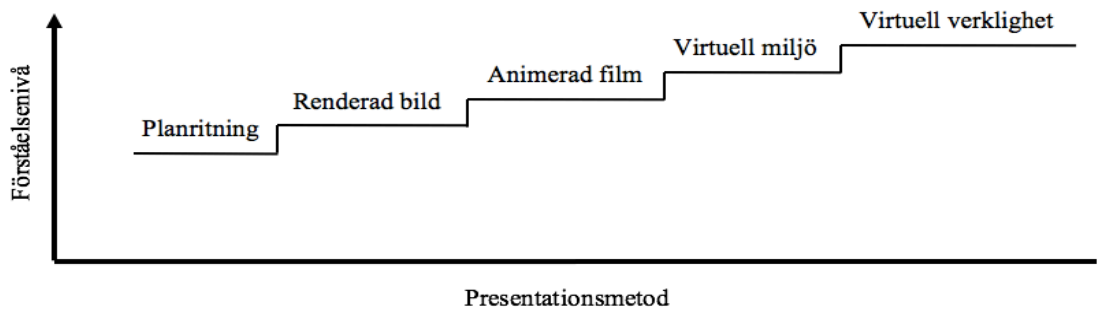 Virtuell verklighet
Virtuell miljö
Animerad film
Renderad bild
Planritning
Förståelsenivå
Presentationsmetod